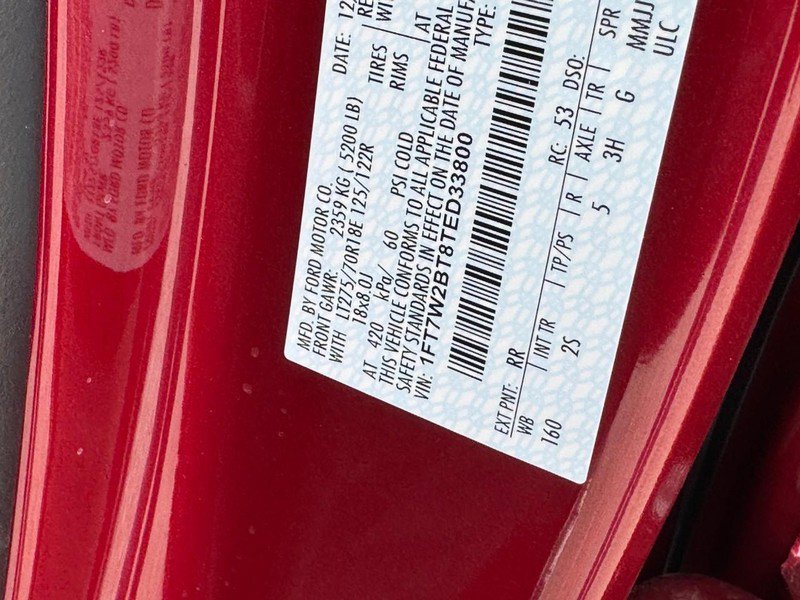 MFD. BY FORD MOTOR CO.
DATE: 12
FRONT GAWR: 2359 KG ( 5200 LB)
WITH LT275/70R18E 125/122R TIRES
18x8.0J RIMS
AT 420 kPa/ 60 PSI COLD AT
THIS VEHICLE CONFORMS TO ALL APPLICABLE FEDERAL
SAFETY STANDARDS IN EFFECT ON THE DATE OF MANUF
VIN: 1FT7W2BT8TED33800 TYPE:
EXT PNT: RR RC: 53 DSO:
WB INT TR TP/PS R AXLE TR SPR
160 2S 5 3H G MMJJ
ULC